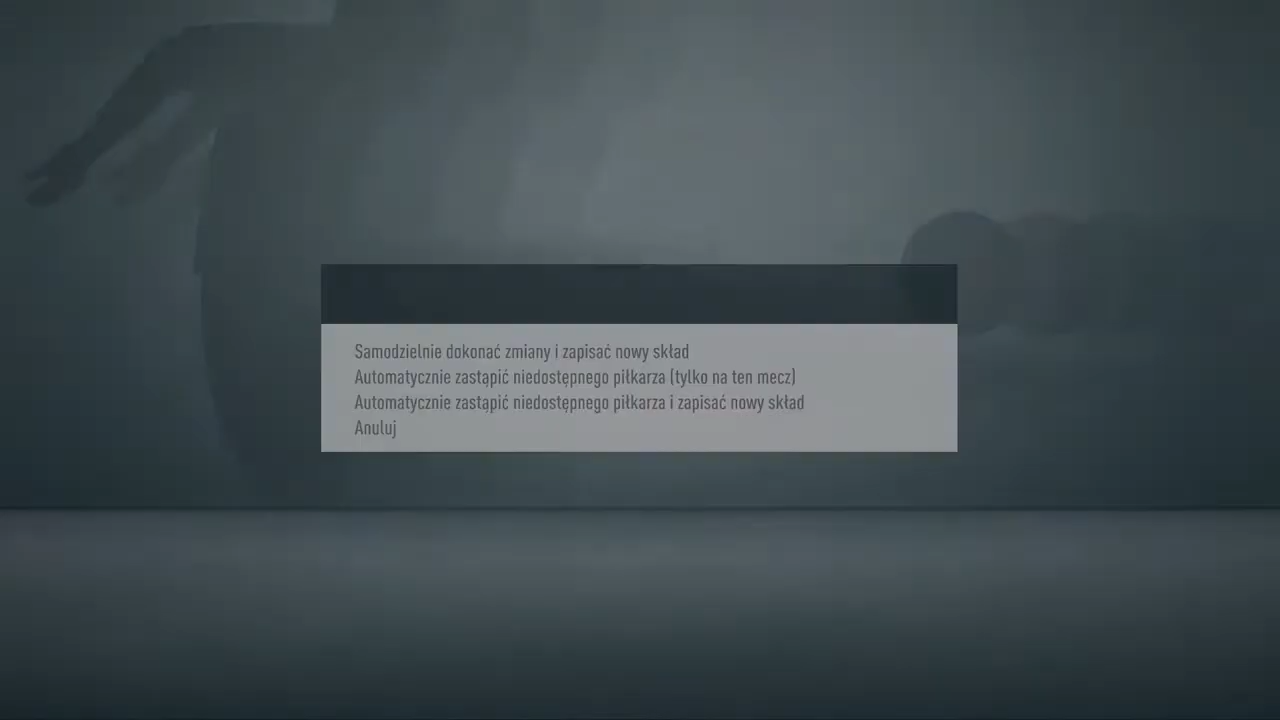 Samodzielnie dokonać zmiany i zapisać nowy skład
Automatycznie zastąpić niedostępnego piłkarza (tylko na ten mecz)
Automatycznie zastąpić niedostępnego piłkarza i zapisać nowy skład
Anuluj